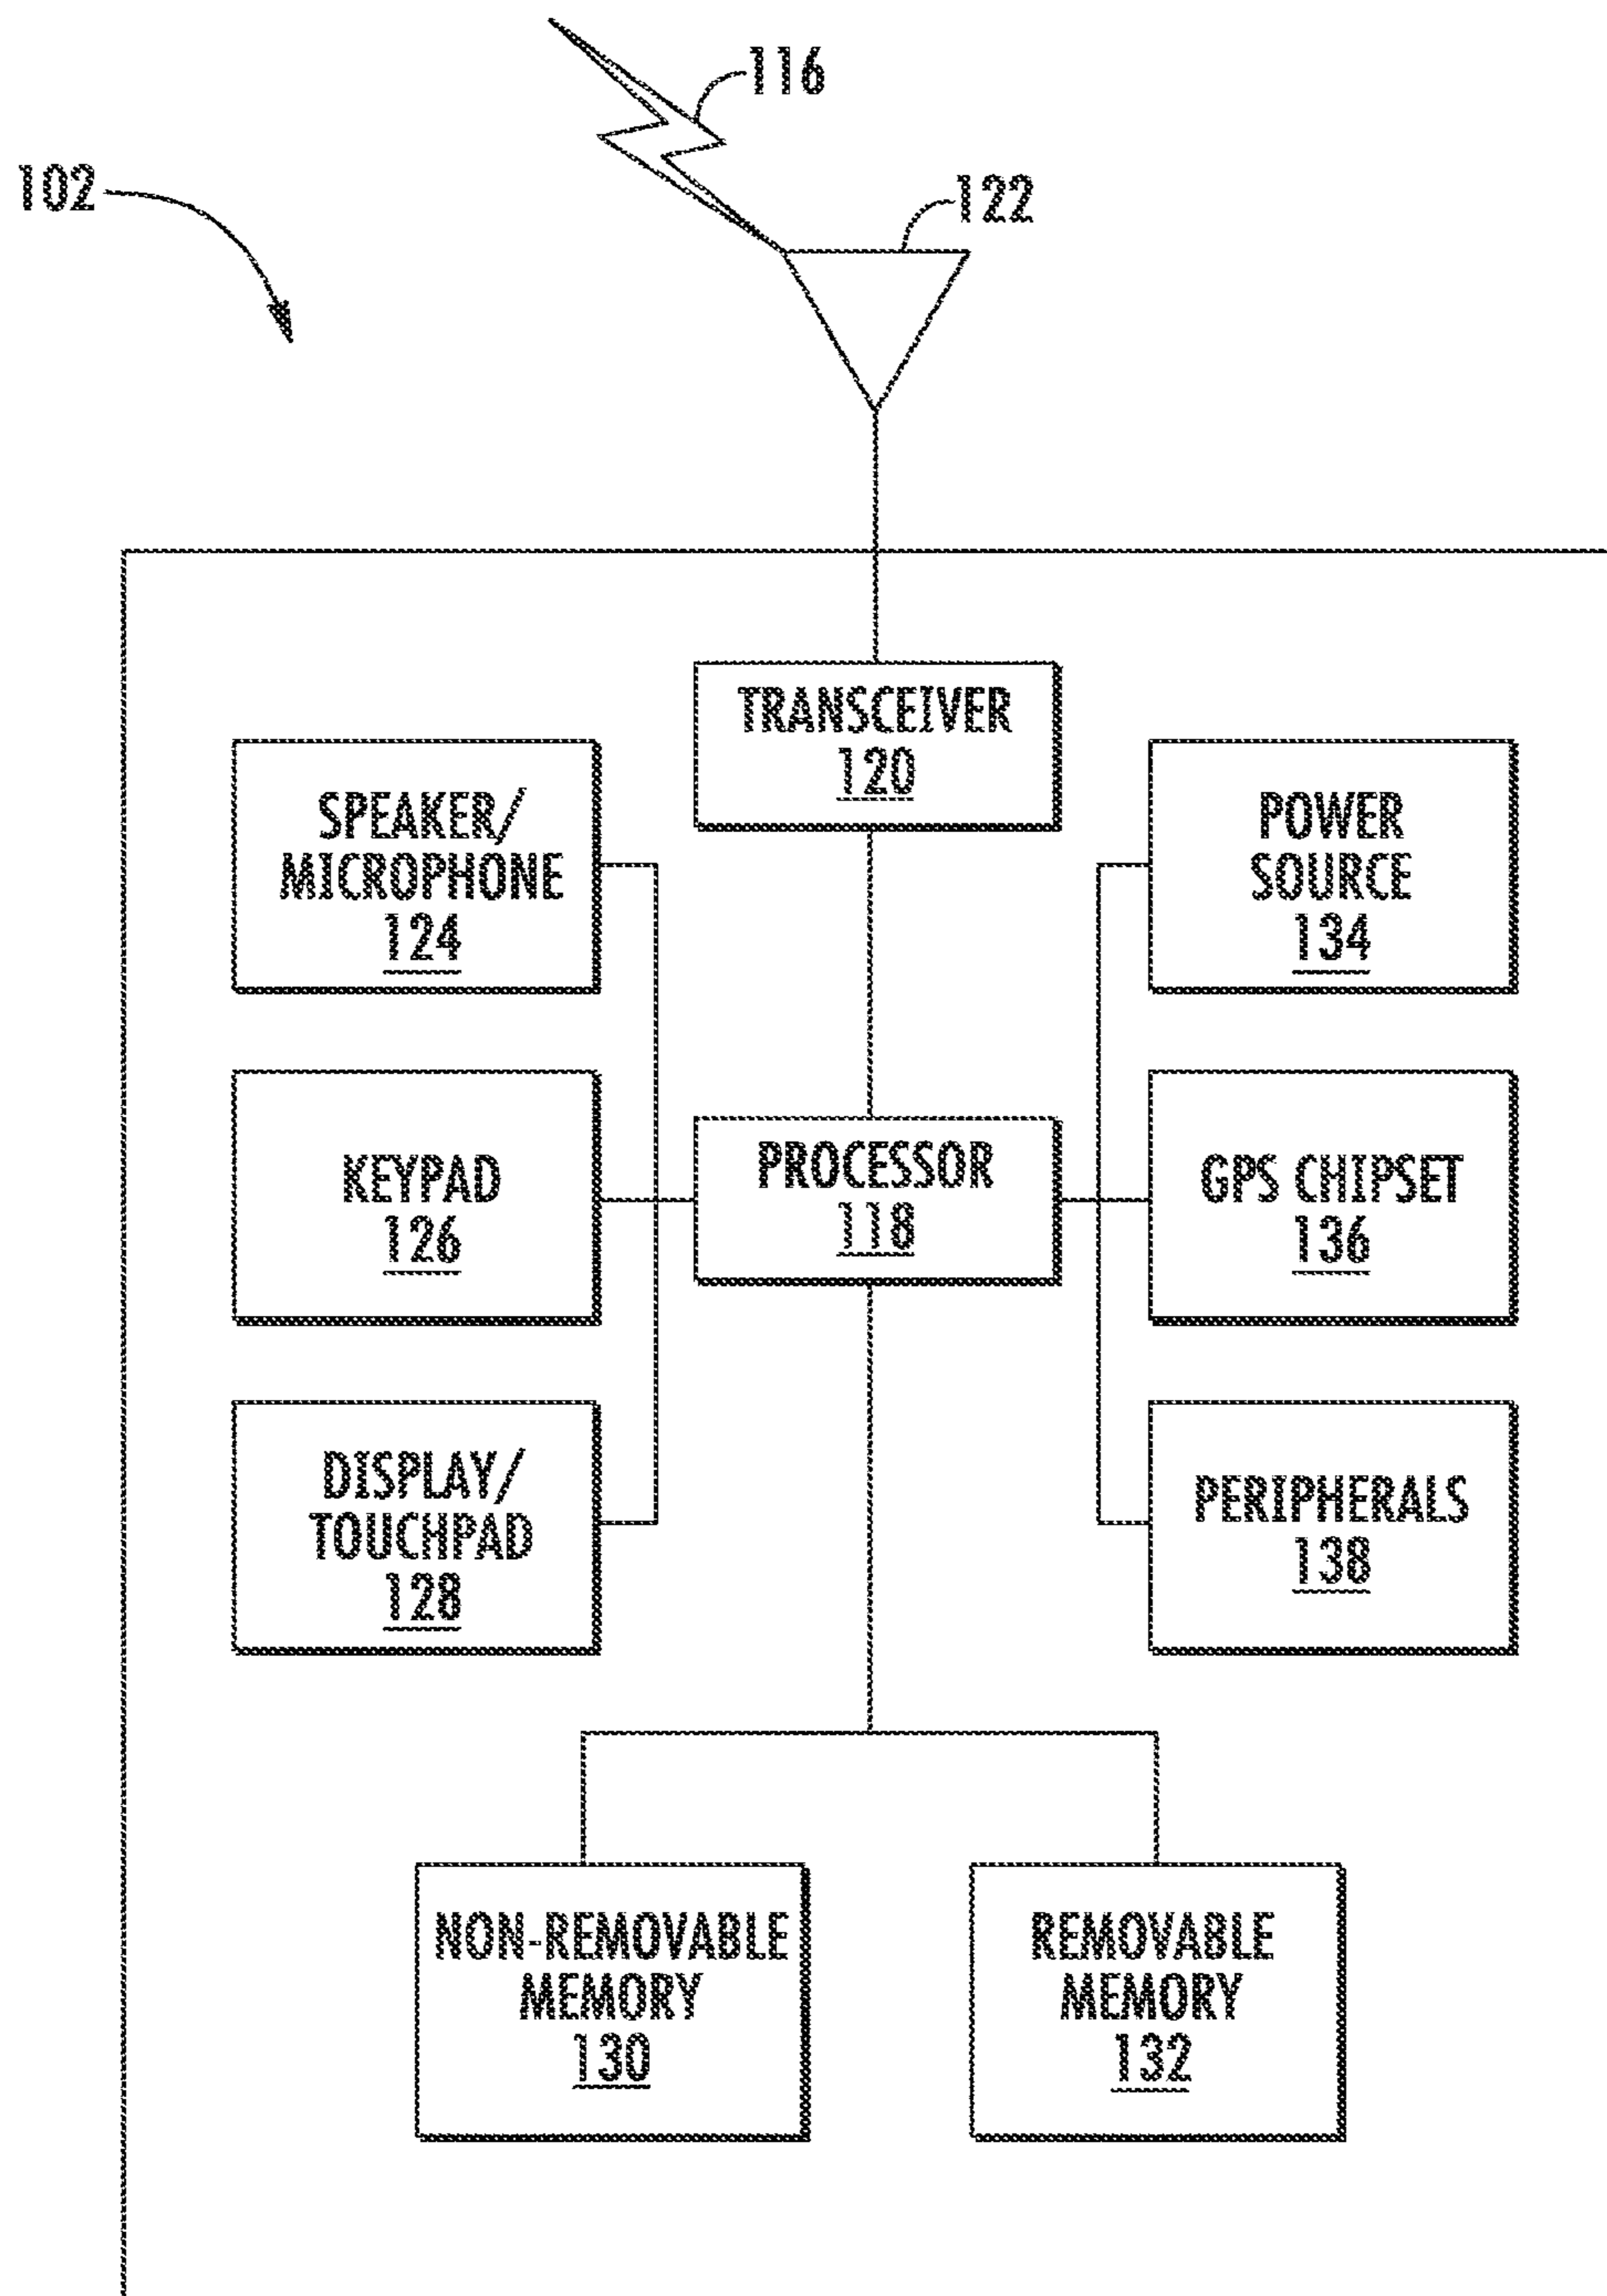 116
102
122
TRANSCEIVER
120
SPEAKER/
MICROPHONE
124
POWER
SOURCE
134
KEYPAD
126
PROCESSOR
118
GPS CHIPSET
136
DISPLAY/
TOUCHPAD
128
PERIPHERALS
138
NON-REMOVABLE
MEMORY
130
REMOVABLE
MEMORY
132